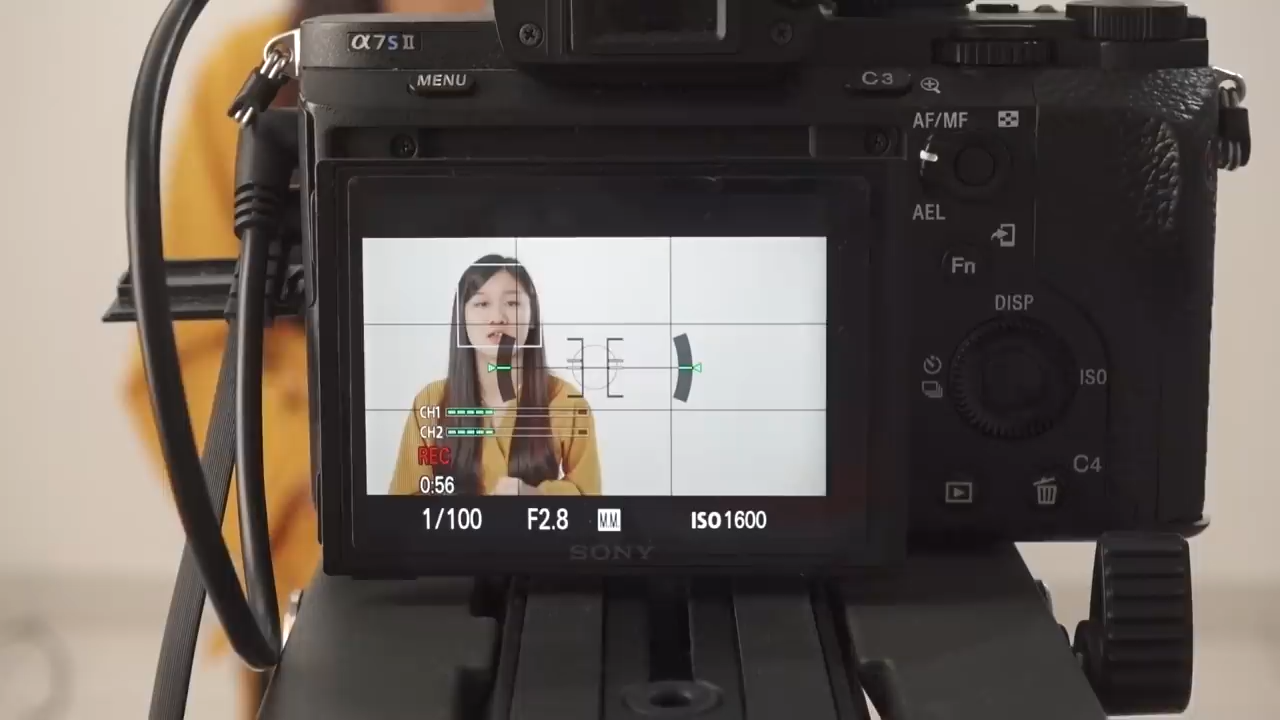 α7SII
MENU
C3
AF/MF
AEL
Fn
DISP
ISO
CH1
CH2
REC
0:56
C4
1/100 F2.8 M.M. ISO 1600
SONY